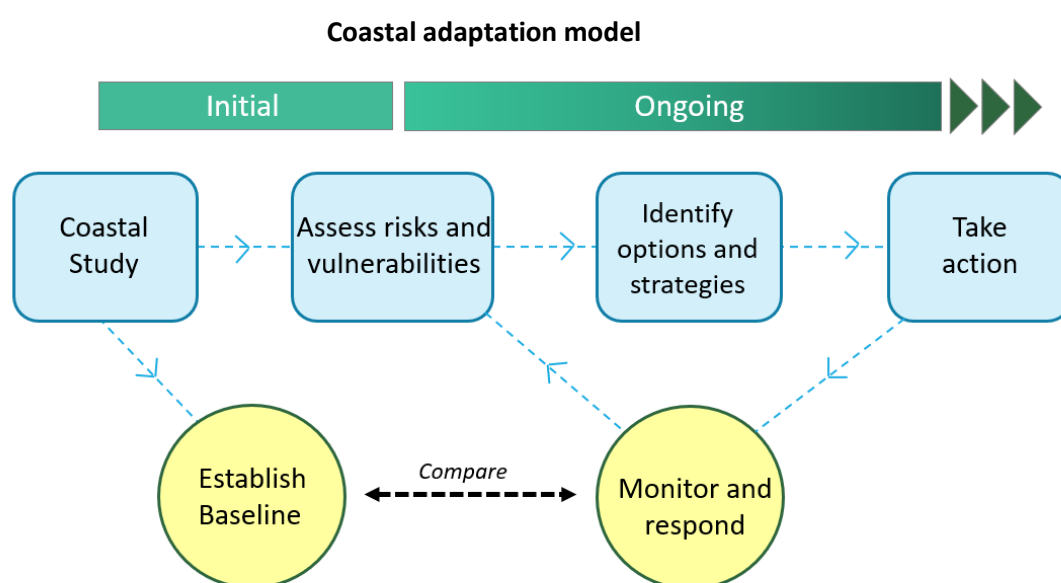 Coastal adaptation model
Initial
Ongoing
Coastal
Study
Assess risks and
vulnerabilities
Identify
options and
strategies
Take
action
Establish
Baseline
Compare
Monitor and
respond